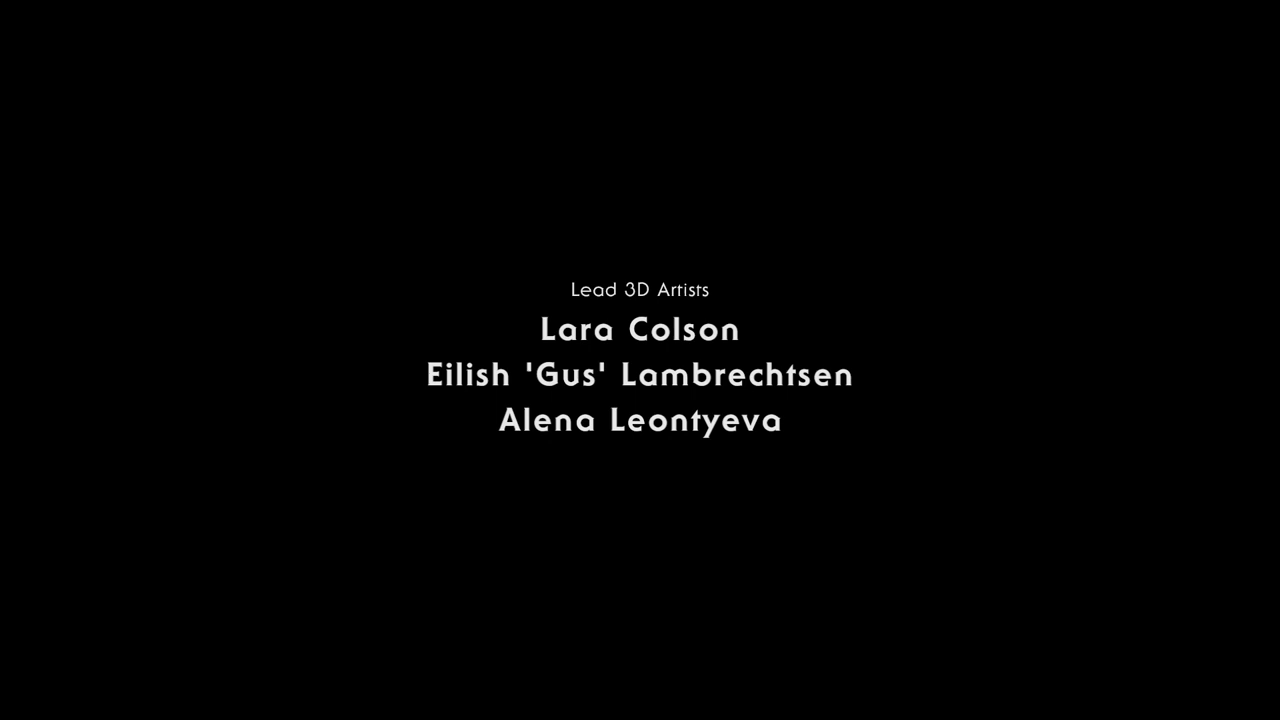 Lead 3D Artists
Lara Colson
Eilish 'Gus' Lambrechtsen
Alena Leontyeva